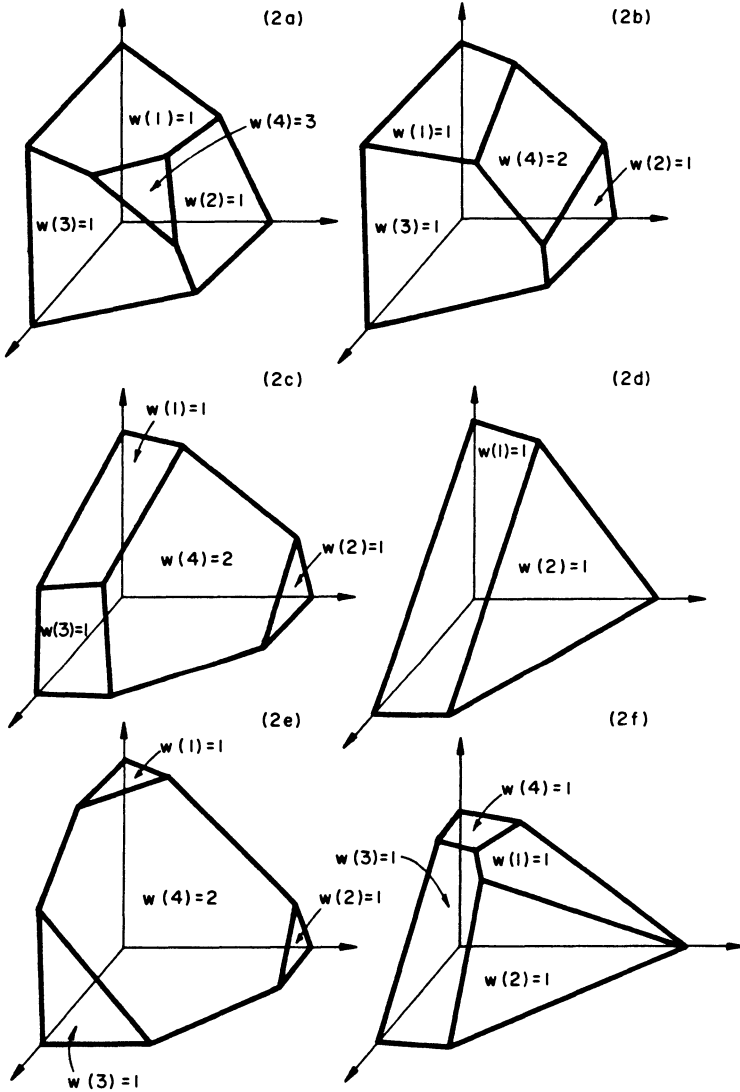 (2a)
w(1)=1
w(4)=3
w(3)=1
w(2)=1
(2b)
w(1)=1
w(4)=2
w(2)=1
w(3)=1
(2c)
w(1)=1
w(4)=2
w(2)=1
w(3)=1
(2d)
w(1)=1
w(2)=1
(2e)
w(1)=1
w(4)=2
w(2)=1
w(3)=1
(2f)
w(4)=1
w(3)=1
w(1)=1
w(2)=1